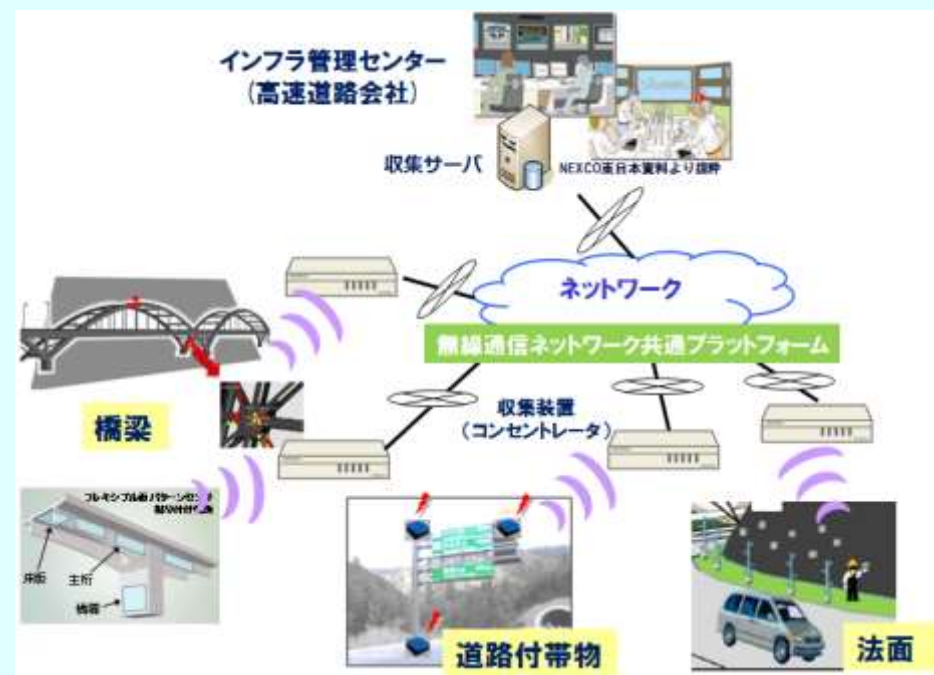 インフラ管理センター
(高速道路会社)
収集サーバ
NEXCO東日本資料より抜粋
ネットワーク
無線通信ネットワーク共通プラットフォーム
収集装置
(コンセントレータ)
橋梁
床版
主桁
橋脚
道路付帯物
法面